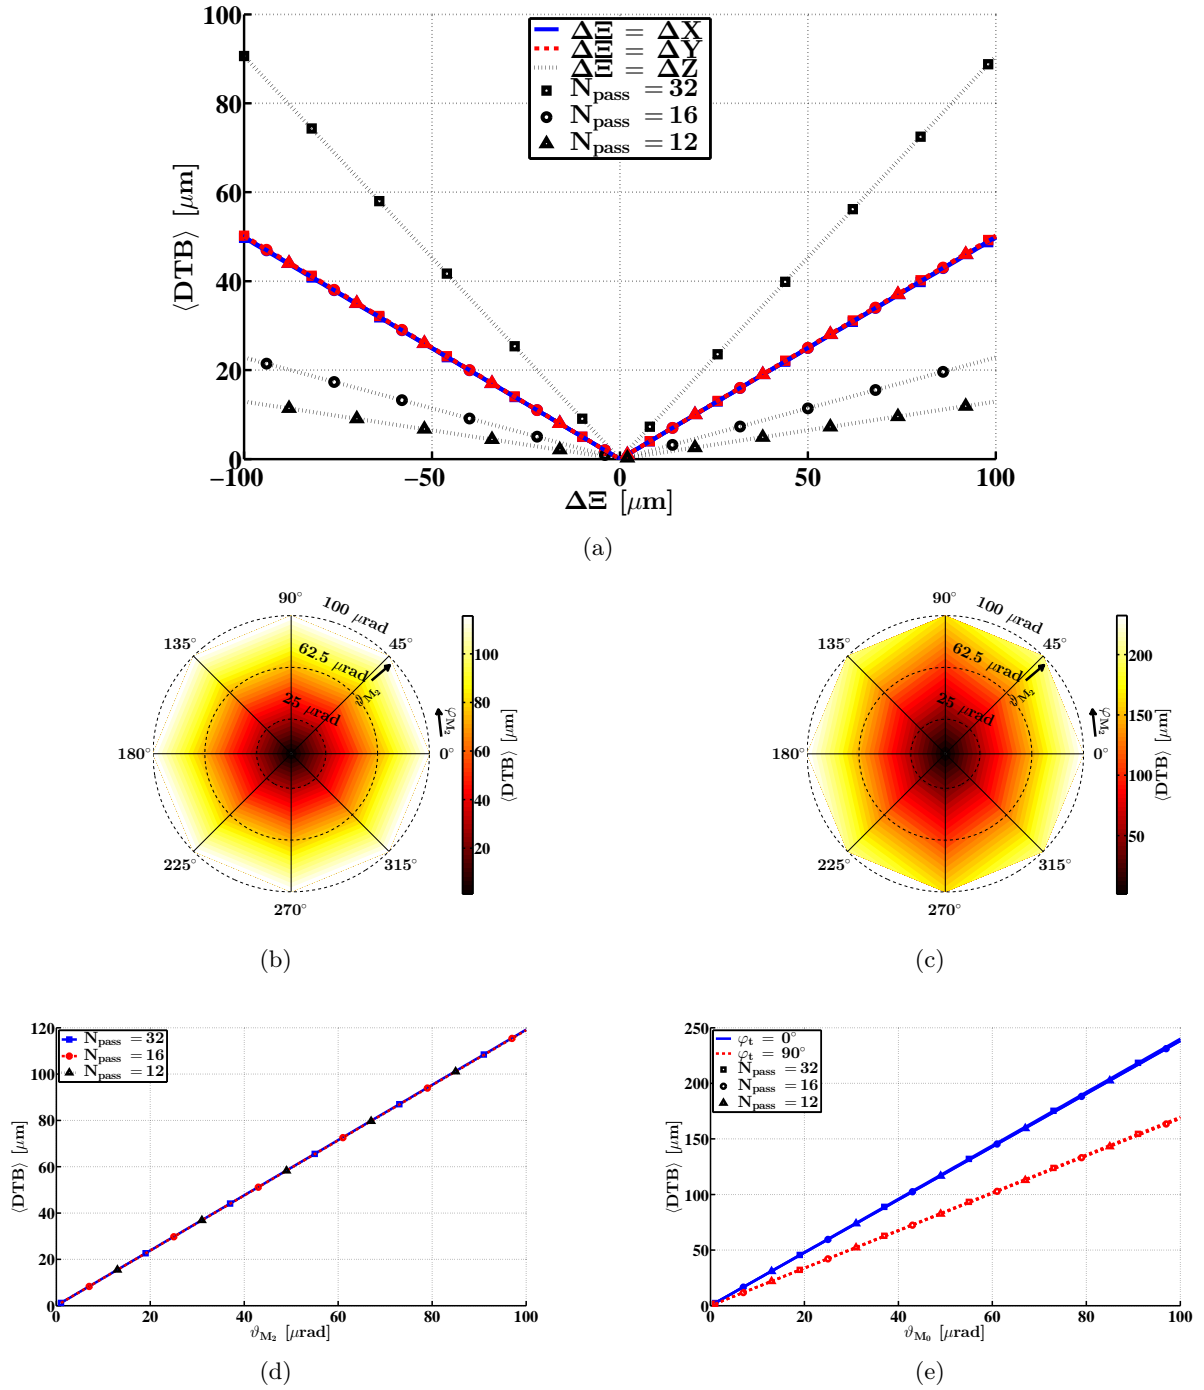 100
80
60
40
20
0
⟨DTB⟩ [μm]
ΔΞ = ΔX
ΔΞ = ΔY
ΔΞ = ΔZ
N_pass = 32
N_pass = 16
N_pass = 12
−100 −50 0 50 100
ΔΞ [μm]
(a)
90°
100 μrad
135° 45°
62.5 μrad
ϑ_M₂
25 μrad
φ_M₂
180° 0°
225° 315°
270°
100
80
60
40
20
⟨DTB⟩ [μm]
(b)
90°
100 μrad
135° 45°
62.5 μrad
ϑ_M₂
25 μrad
φ_M₂
180° 0°
225° 315°
270°
200
150
100
50
⟨DTB⟩ [μm]
(c)
120
100
80
60
40
20
0
⟨DTB⟩ [μm]
N_pass = 32
N_pass = 16
N_pass = 12
0 20 40 60 80 100
ϑ_M₂ [μrad]
(d)
250
200
150
100
50
0
⟨DTB⟩ [μm]
φ_t = 0°
φ_t = 90°
N_pass = 32
N_pass = 16
N_pass = 12
0 20 40 60 80 100
ϑ_M₀ [μrad]
(e)